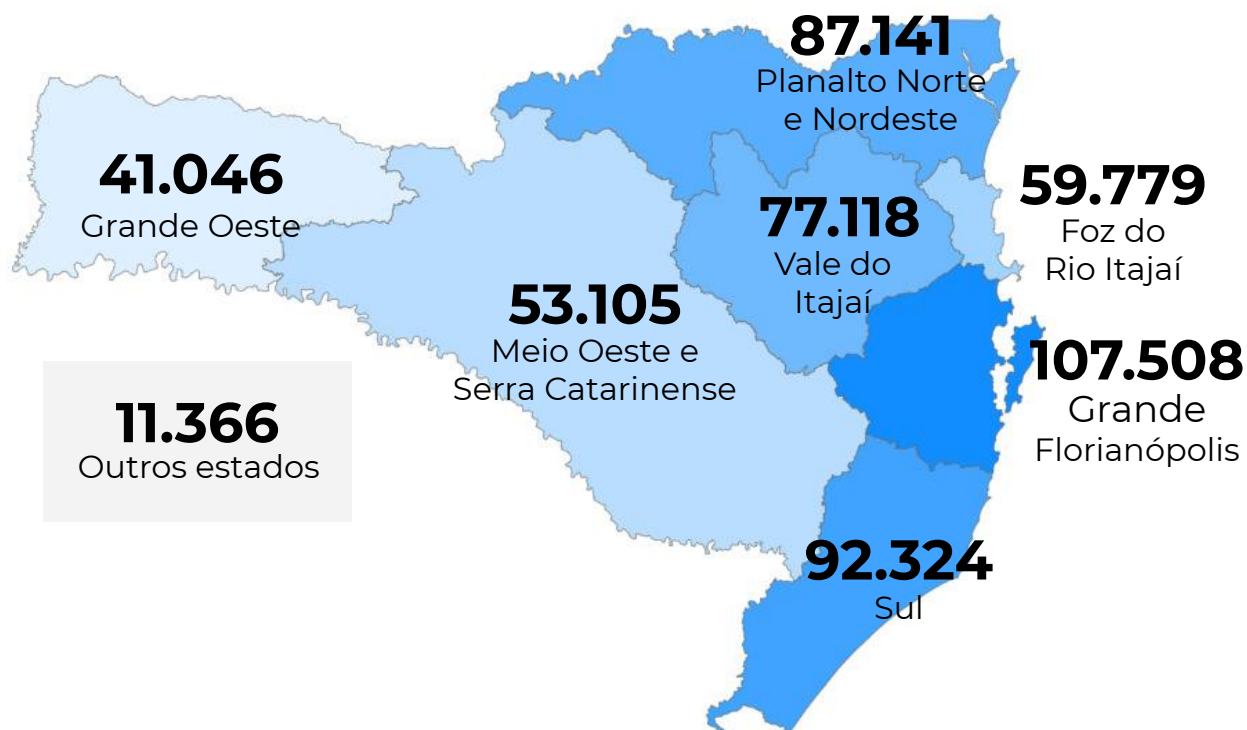 87.141
Planalto Norte
e Nordeste
41.046
Grande Oeste
77.118
Vale do
Itajaí
59.779
Foz do
Rio Itajaí
53.105
Meio Oeste e
Serra Catarinense
107.508
Grande
Florianópolis
11.366
Outros estados
92.324
Sul